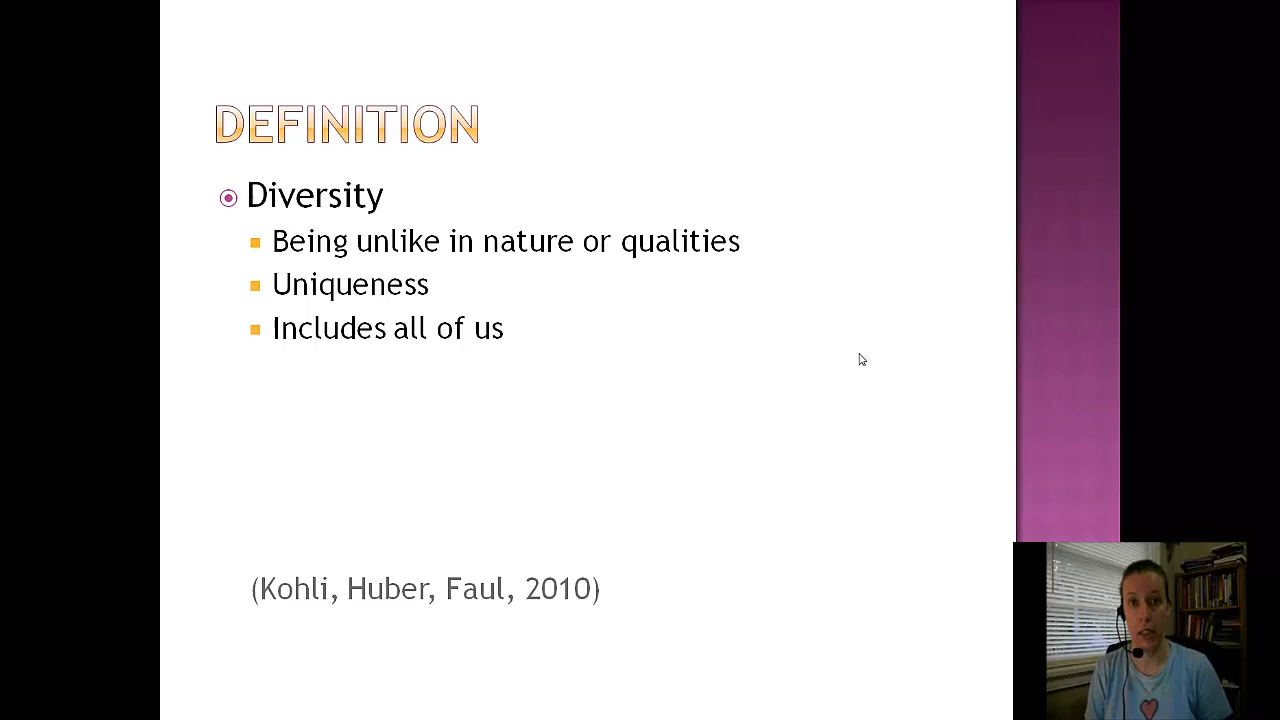 DEFINITION
Diversity
Being unlike in nature or qualities
Uniqueness
Includes all of us
(Kohli, Huber, Faul, 2010)